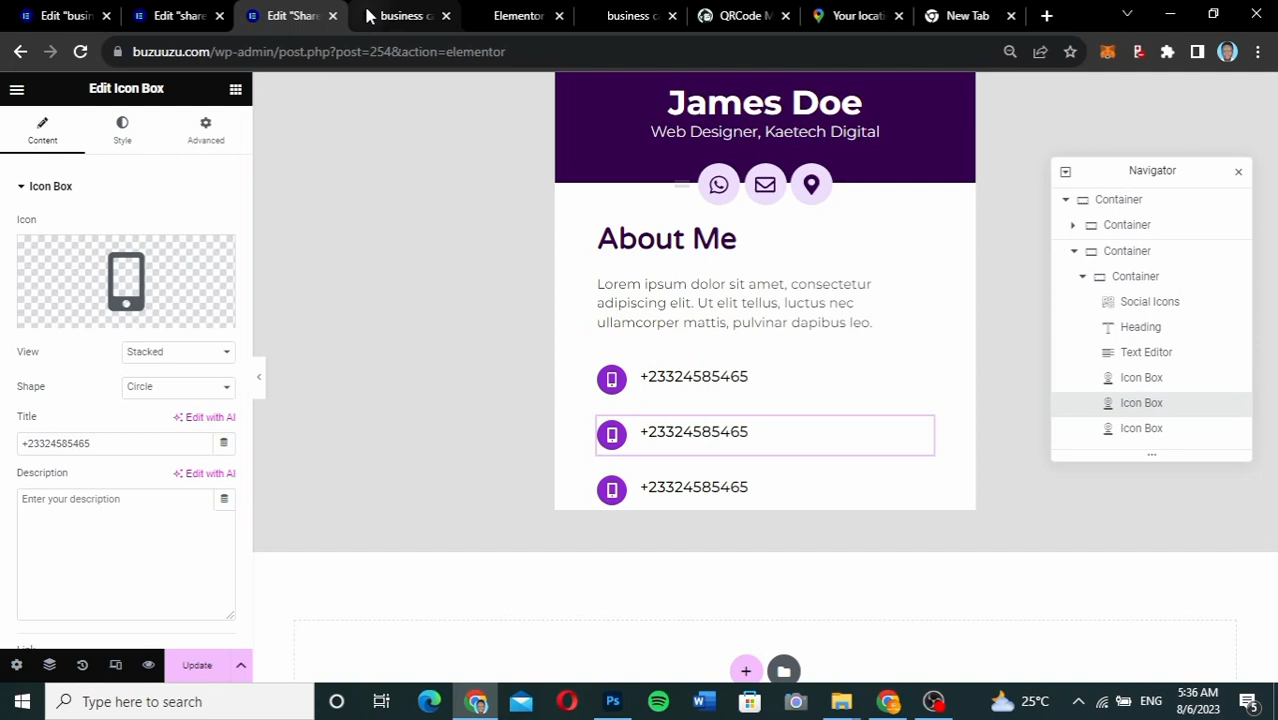 Edit "busin
Edit "share
Edit "Share
business ca
Elementor
business ca
QRCode M
Your locati
New Tab
buzuuzu.com/wp-admin/post.php?post=254&action=elementor
Edit Icon Box
Content
Style
Advanced
Icon Box
Icon
View
Stacked
Shape
Circle
Title
Edit with AI
+23324585465
Description
Edit with AI
Enter your description
Update
James Doe
Web Designer, Kaetech Digital
About Me
Lorem ipsum dolor sit amet, consectetur
adipiscing elit. Ut elit tellus, luctus nec
ullamcorper mattis, pulvinar dapibus leo.
+23324585465
+23324585465
+23324585465
Navigator
Container
Container
Container
Container
Social Icons
Heading
Text Editor
Icon Box
Icon Box
Icon Box
Type here to search
Ps
25°C
ENG
5:36 AM
8/6/2023
5